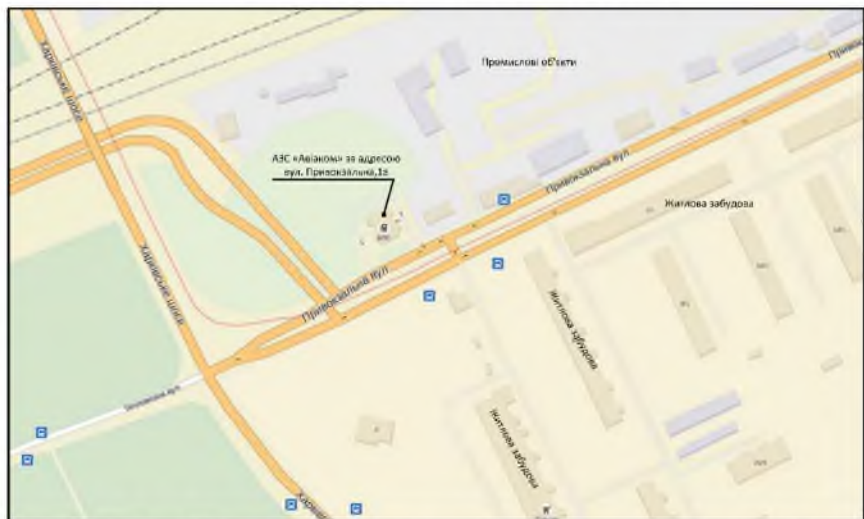 Харківське шосе
Промислові об'єкти
АЗС «Авіаком» за адресою
вул. Привокзальна,1а
Привокзальна вул
Житлова забудова
Привокзальна вул
Харківське шосе
Житлова забудова
Житлова забудова